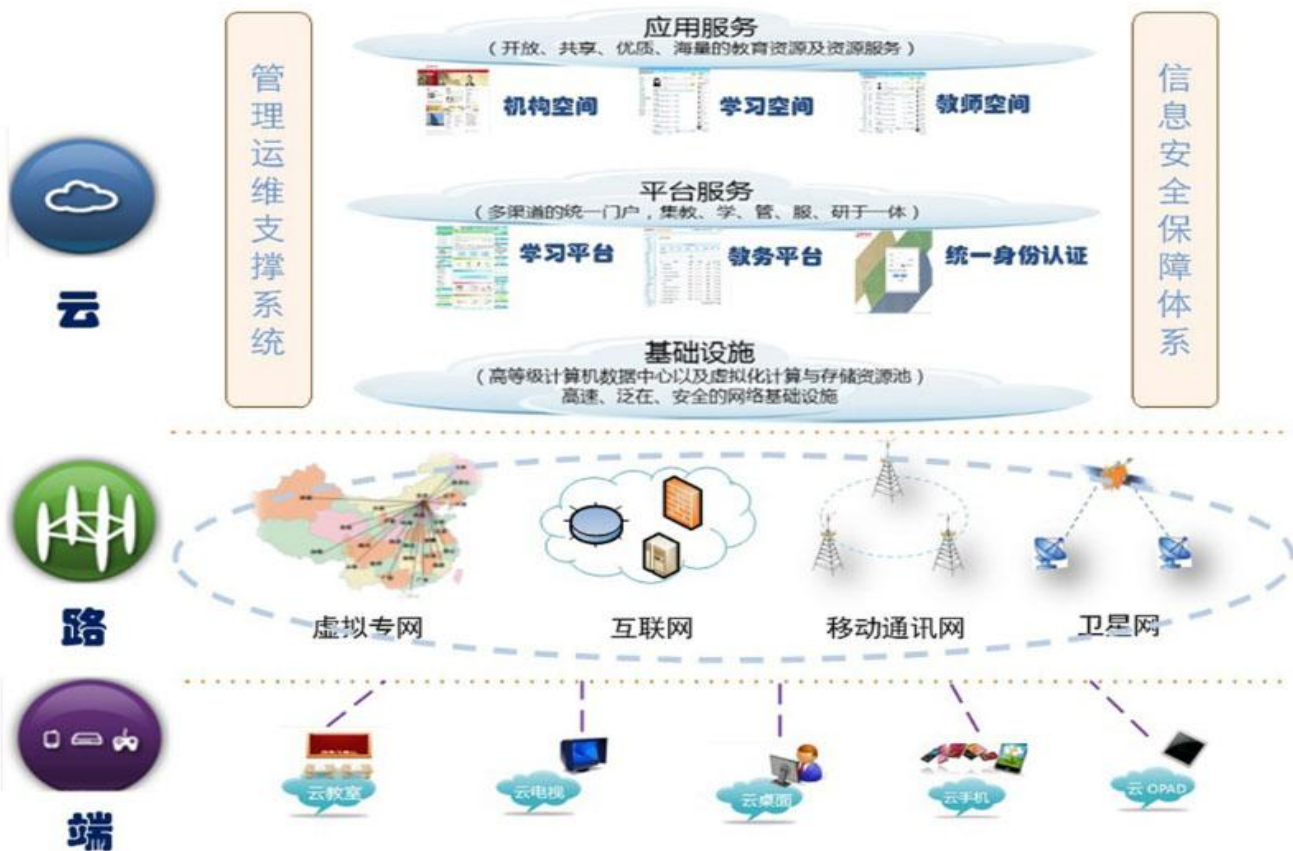 应用服务
（开放、共享、优质、海量的教育资源及资源服务）
机构空间
学习空间
教师空间
管理运维支撑系统
信息安全保障体系
平台服务
（多渠道的统一门户，集教、学、管、服、研于一体）
学习平台
教务平台
统一身份认证
云
基础设施
（高等级计算机数据中心以及虚拟化计算与存储资源池）
高速、泛在、安全的网络基础设施
路
虚拟专网
互联网
移动通讯网
卫星网
端
云教室
云电视
云桌面
云手机
云 OPAD